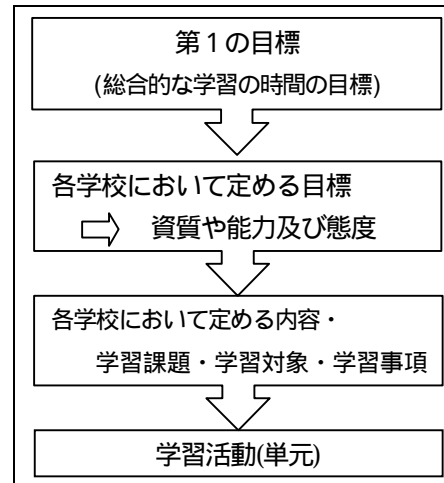 第１の目標
(総合的な学習の時間の目標)
各学校において定める目標
資質や能力及び態度
各学校において定める内容・
学習課題・学習対象・学習事項
学習活動(単元)